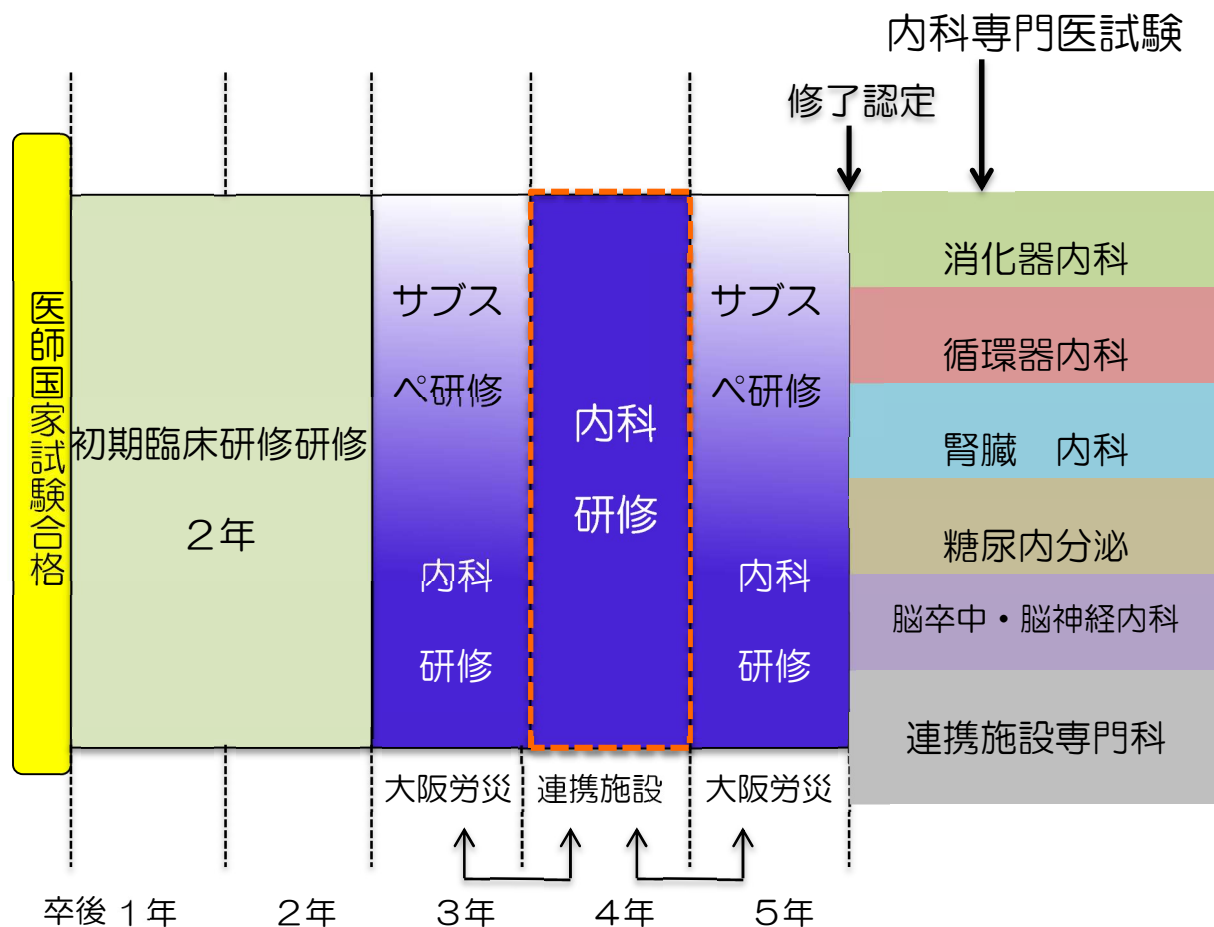 内科専門医試験
修了認定
医師国家試験合格
初期臨床研修研修
２年
サブス
ペ研修
内科
研修
内科
研修
サブス
ペ研修
内科
研修
消化器内科
循環器内科
腎臓　内科
糖尿内分泌
脳卒中・脳神経内科
連携施設専門科
大阪労災
連携施設
大阪労災
卒後１年
２年
３年
４年
５年